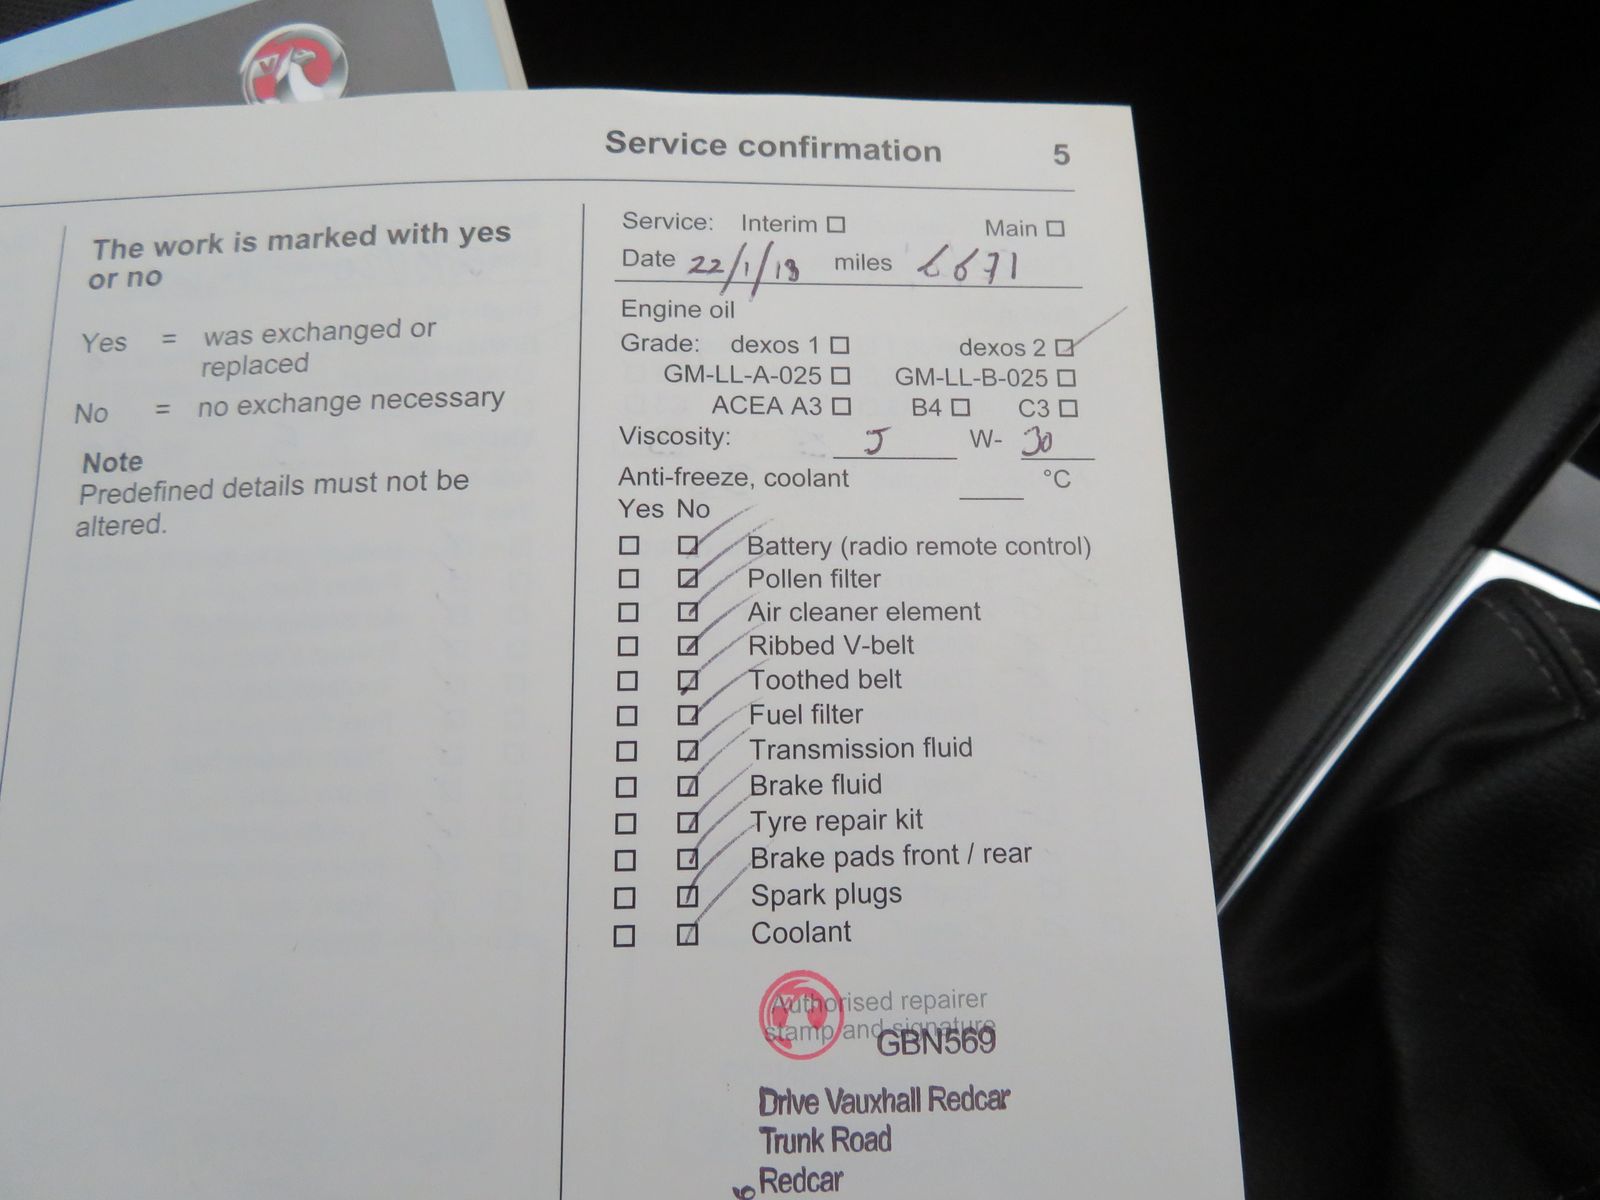 Service confirmation 5
The work is marked with yes
or no
Yes = was exchanged or
replaced
No = no exchange necessary
Note
Predefined details must not be
altered.
Service: Interim ☐ Main ☐
Date 22/1/18 miles 6671
Engine oil
Grade: dexos 1 ☐ dexos 2 ☑
GM-LL-A-025 ☐ GM-LL-B-025 ☐
ACEA A3 ☐ B4 ☐ C3 ☐
Viscosity: 5 W- 30
Anti-freeze, coolant °C
Yes No
☐ ☑ Battery (radio remote control)
☐ ☑ Pollen filter
☐ ☑ Air cleaner element
☐ ☑ Ribbed V-belt
☐ ☑ Toothed belt
☐ ☑ Fuel filter
☐ ☑ Transmission fluid
☐ ☑ Brake fluid
☐ ☑ Tyre repair kit
☐ ☑ Brake pads front / rear
☐ ☑ Spark plugs
☐ ☑ Coolant
Authorised repairer
stamp and signature
GBN569
Drive Vauxhall Redcar
Trunk Road
Redcar